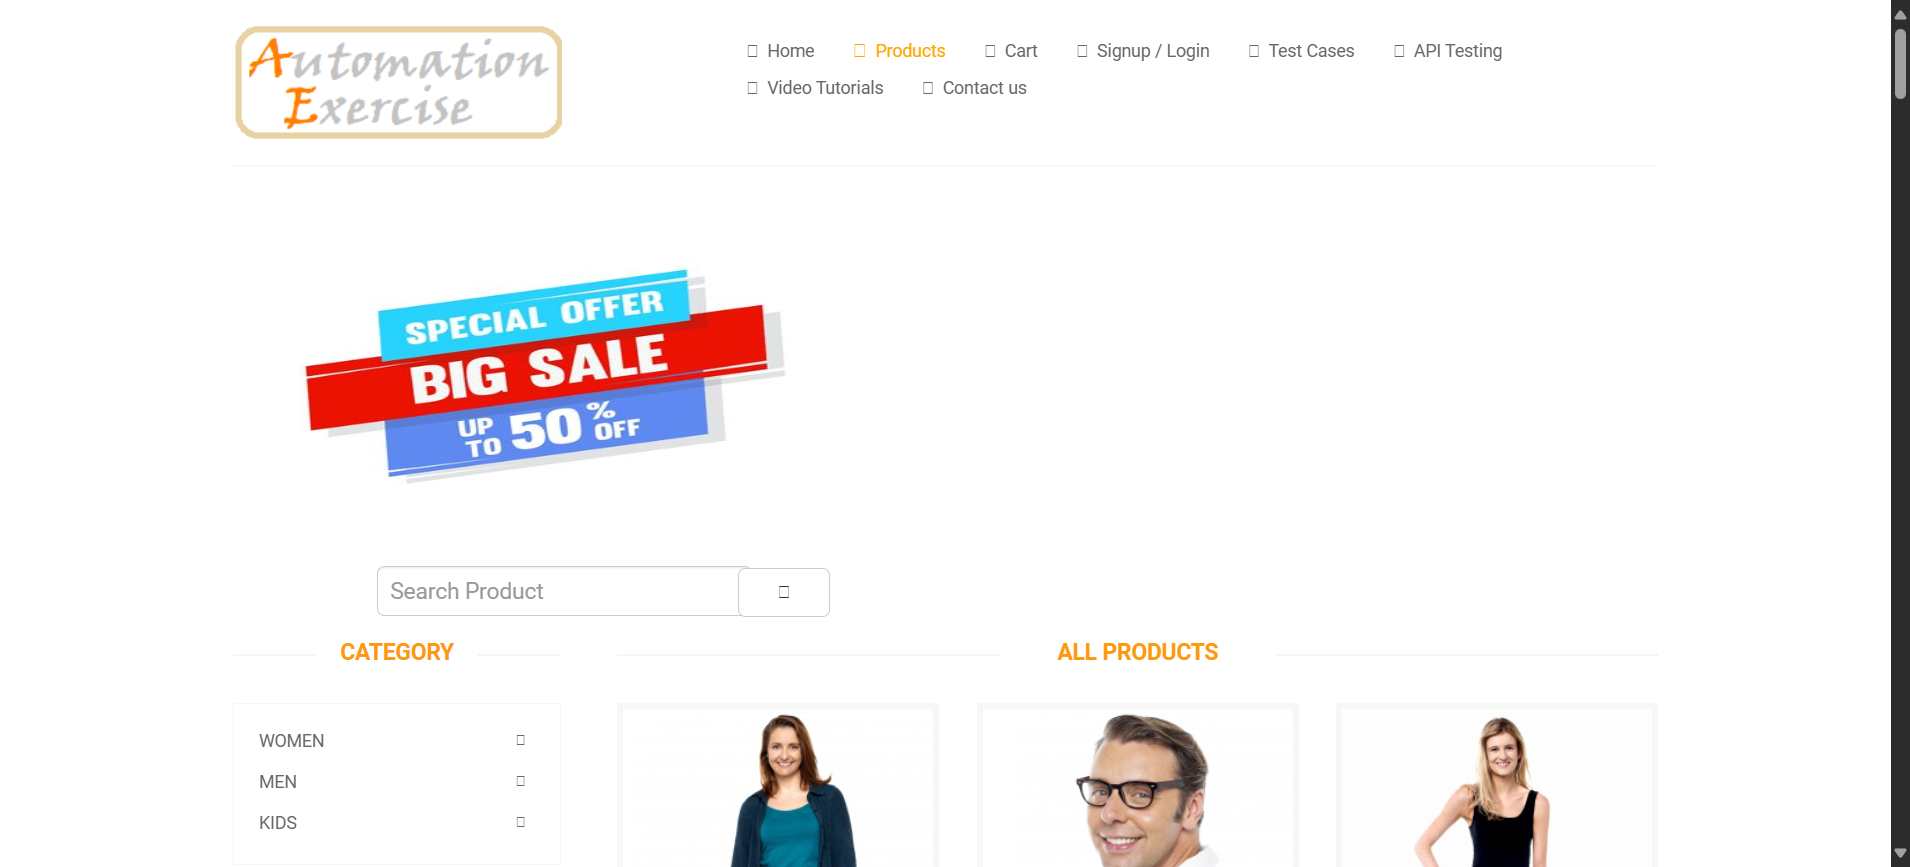 Automation
Exercise
Home Products Cart Signup / Login Test Cases API Testing
Video Tutorials Contact us
SPECIAL OFFER
BIG SALE
UP TO 50% OFF
Search Product
CATEGORY
ALL PRODUCTS
WOMEN
MEN
KIDS